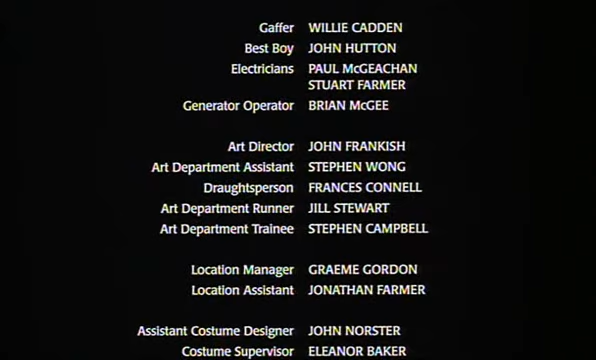 Gaffer WILLIE CADDEN
Best Boy JOHN HUTTON
Electricians PAUL McGEACHAN
STUART FARMER
Generator Operator BRIAN McGEE
Art Director JOHN FRANKISH
Art Department Assistant STEPHEN WONG
Draughtsperson FRANCES CONNELL
Art Department Runner JILL STEWART
Art Department Trainee STEPHEN CAMPBELL
Location Manager GRAEME GORDON
Location Assistant JONATHAN FARMER
Assistant Costume Designer JOHN NORSTER
Costume Supervisor ELEANOR BAKER